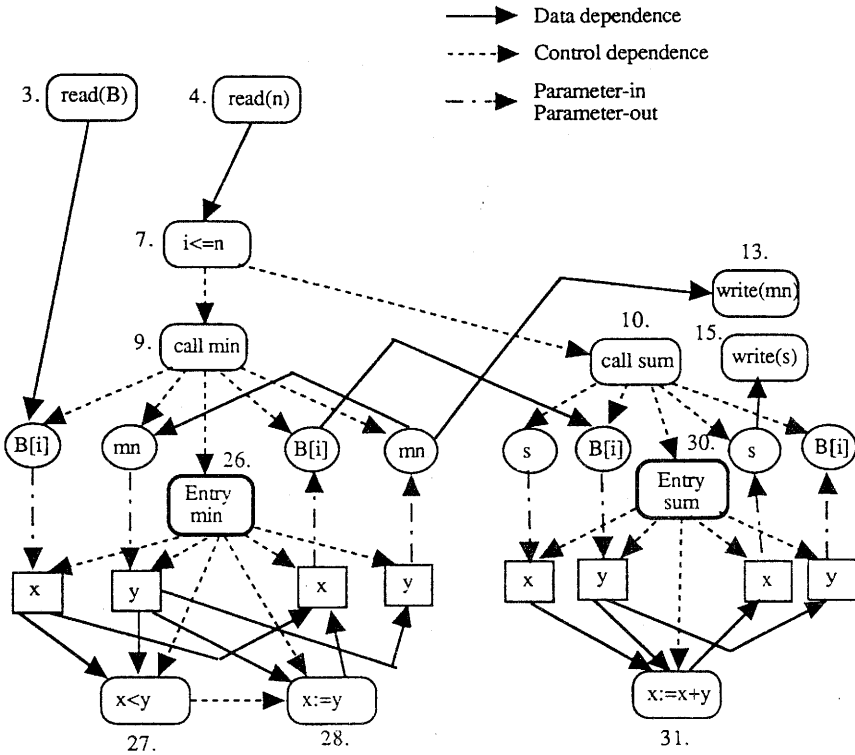 Data dependence
Control dependence
Parameter-in
Parameter-out
3. read(B)
4. read(n)
7. i<=n
13.
write(mn)
9. call min
10.
call sum
15.
write(s)
B[i]
mn
B[i]
mn
s
B[i]
30.
s
B[i]
26.
Entry
min
Entry
sum
x
y
x
y
x
y
x
y
x<y
x:=y
x:=x+y
27.
28.
31.